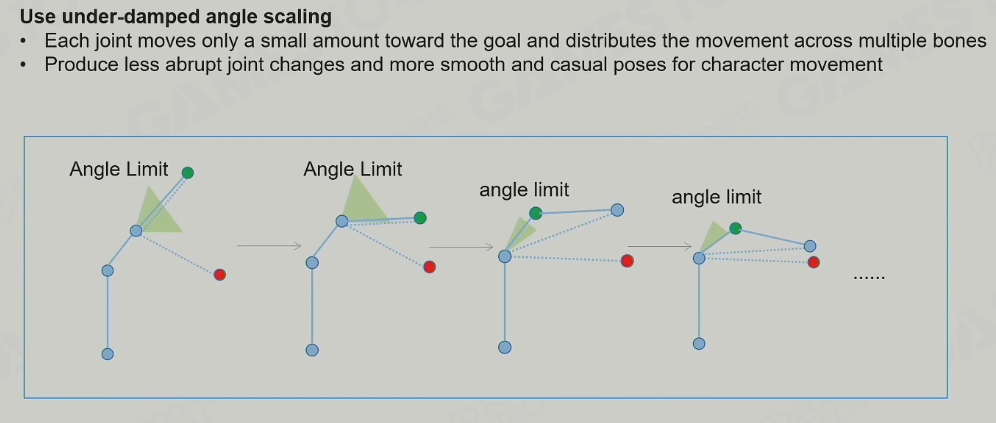 Use under-damped angle scaling
• Each joint moves only a small amount toward the goal and distributes the movement across multiple bones
• Produce less abrupt joint changes and more smooth and casual poses for character movement
Angle Limit
Angle Limit
angle limit
angle limit
......